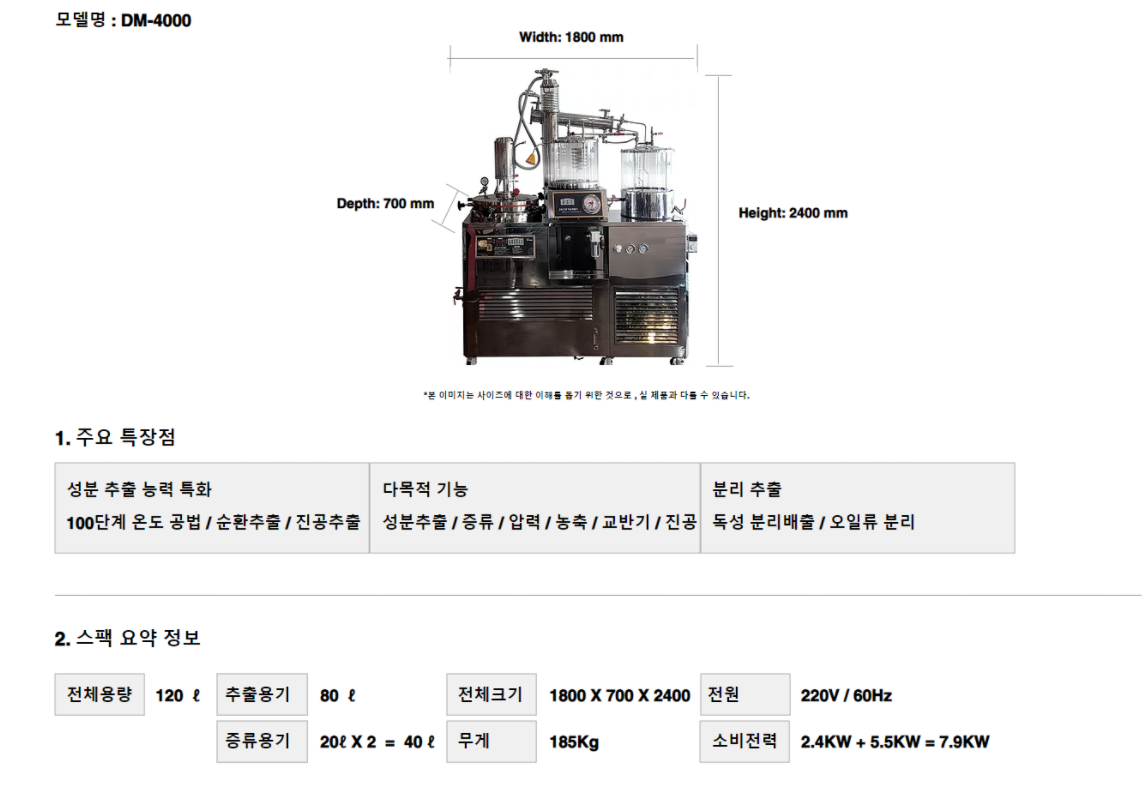 모델명 : DM-4000
Width: 1800 mm
Depth: 700 mm
Height: 2400 mm
*본 이미지는 사이즈에 대한 이해를 돕기 위한 것으로 , 실 제품과 다를 수 있습니다.
1. 주요 특장점
성분 추출 능력 특화
100단계 온도 공법 / 순환추출 / 진공추출
다목적 기능
성분추출 / 증류 / 압력 / 농축 / 교반기 / 진공
분리 추출
독성 분리배출 / 오일류 분리
2. 스팩 요약 정보
전체용량 120 ℓ 추출용기 80 ℓ 전체크기 1800 X 700 X 2400 전원 220V / 60Hz
증류용기 20ℓ X 2 = 40 ℓ 무게 185Kg 소비전력 2.4KW + 5.5KW = 7.9KW